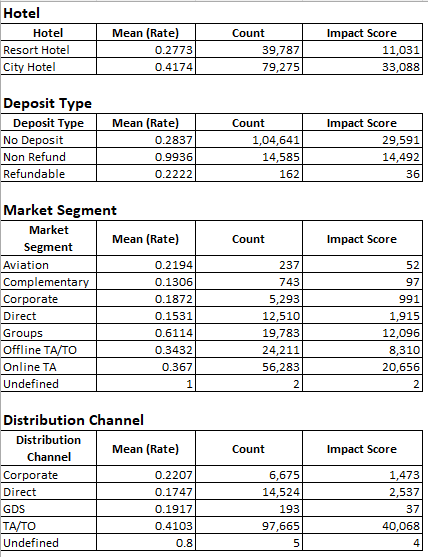 Hotel
Hotel Mean (Rate) Count Impact Score
Resort Hotel 0.2773 39,787 11,031
City Hotel 0.4174 79,275 33,088
Deposit Type
Deposit Type Mean (Rate) Count Impact Score
No Deposit 0.2837 1,04,641 29,591
Non Refund 0.9936 14,585 14,492
Refundable 0.2222 162 36
Market Segment
Market
Segment Mean (Rate) Count Impact Score
Aviation 0.2194 237 52
Complementary 0.1306 743 97
Corporate 0.1872 5,293 991
Direct 0.1531 12,510 1,915
Groups 0.6114 19,783 12,096
Offline TA/TO 0.3432 24,211 8,310
Online TA 0.367 56,283 20,656
Undefined 1 2 2
Distribution Channel
Distribution
Channel Mean (Rate) Count Impact Score
Corporate 0.2207 6,675 1,473
Direct 0.1747 14,524 2,537
GDS 0.1917 193 37
TA/TO 0.4103 97,665 40,068
Undefined 0.8 5 4